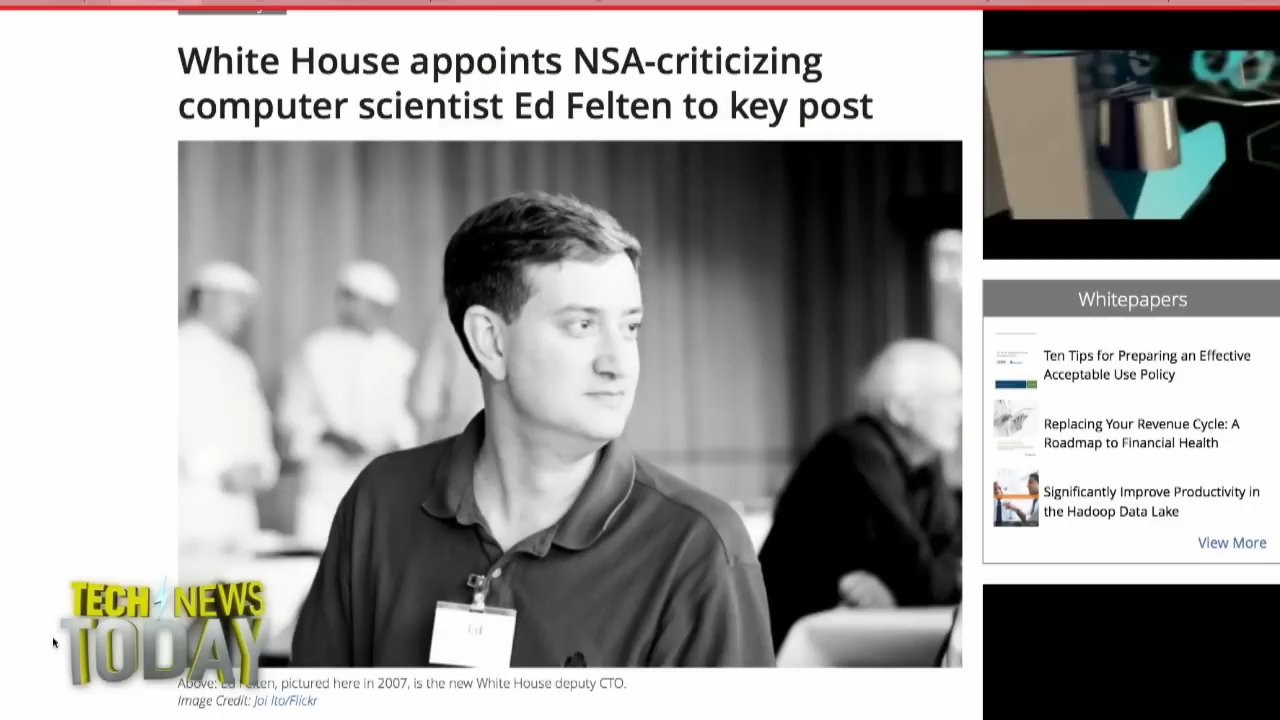 White House appoints NSA-criticizing
computer scientist Ed Felten to key post
Whitepapers
Ten Tips for Preparing an Effective
Acceptable Use Policy
Replacing Your Revenue Cycle: A
Roadmap to Financial Health
Significantly Improve Productivity in
the Hadoop Data Lake
View More
TECH NEWS
TODAY
Above: Ed Felten, pictured here in 2007, is the new White House deputy CTO.
Image Credit: Joi Ito/Flickr